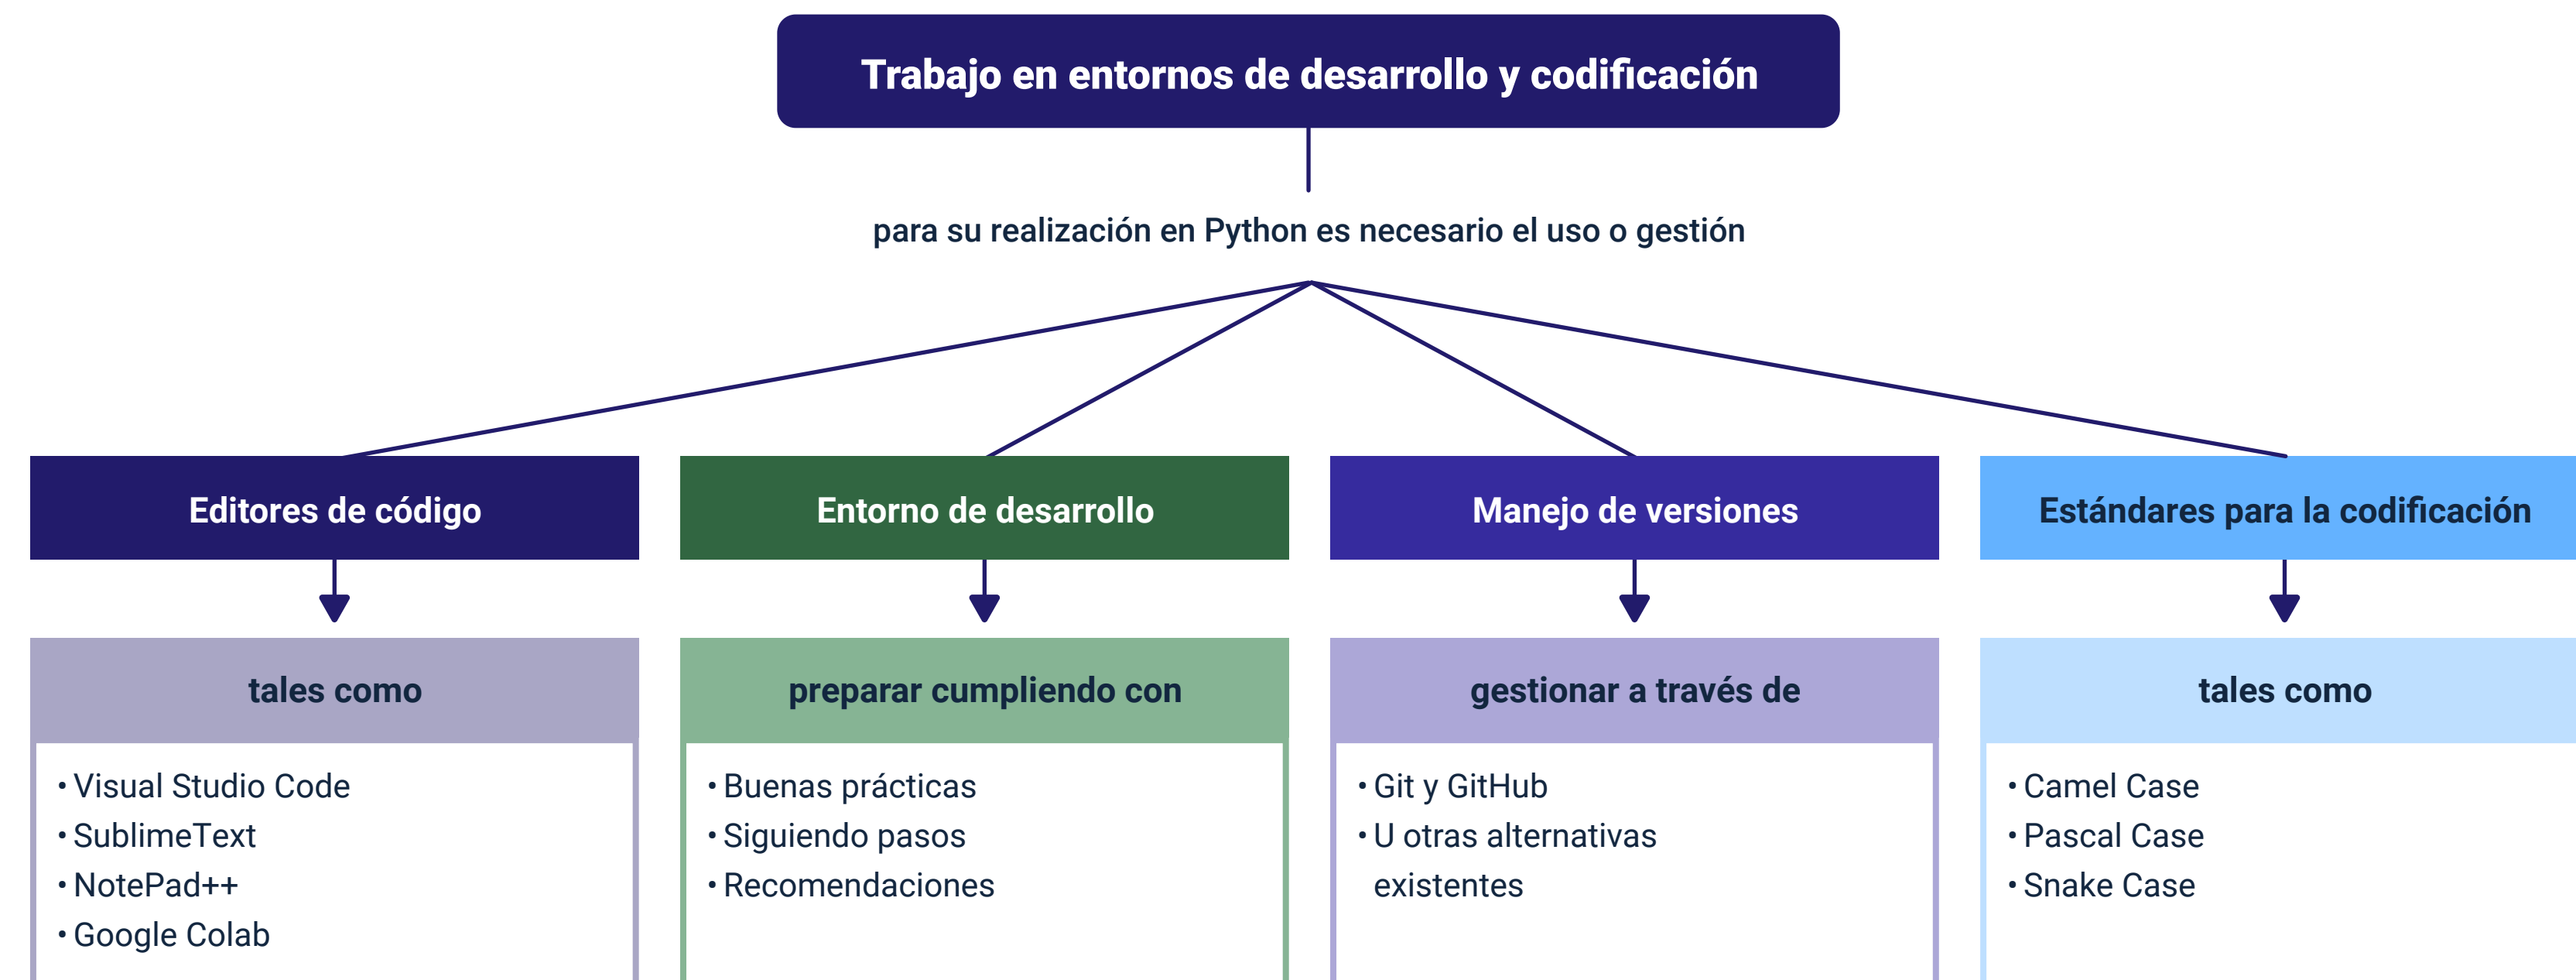 Trabajo en entornos de desarrollo y codificación
para su realización en Python es necesario el uso o gestión
Editores de código
Entorno de desarrollo
Manejo de versiones
Estándares para la codificación
tales como
preparar cumpliendo con
gestionar a través de
tales como
• Visual Studio Code
• SublimeText
• NotePad++
• Google Colab
• Buenas prácticas
• Siguiendo pasos
• Recomendaciones
• Git y GitHub
• U otras alternativas
existentes
• Camel Case
• Pascal Case
• Snake Case